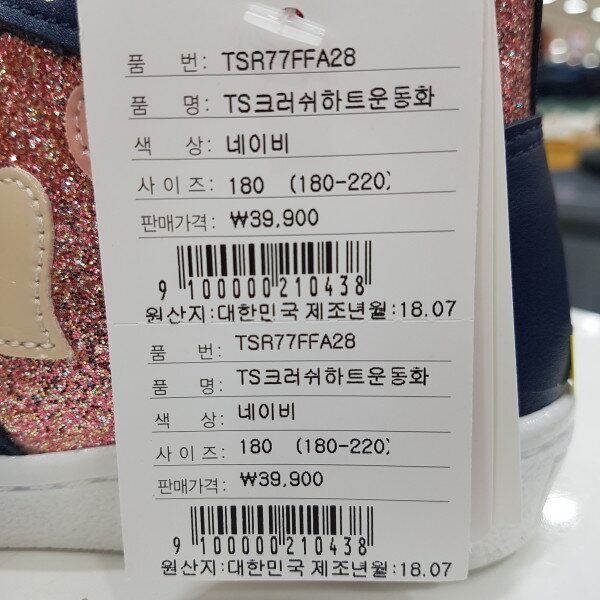 품 번: TSR77FFA28
품 명: TS크러쉬하트운동화
색 상: 네이비
사이즈: 180 (180-220)
판매가격: ₩39,900
9 100000 210438
원산지:대한민국 제조년월:18.07
품 번: TSR77FFA28
품 명: TS크러쉬하트운동화
색 상: 네이비
사이즈: 180 (180-220)
판매가격: ₩39,900
9 100000 210438
원산지:대한민국 제조년월:18.07